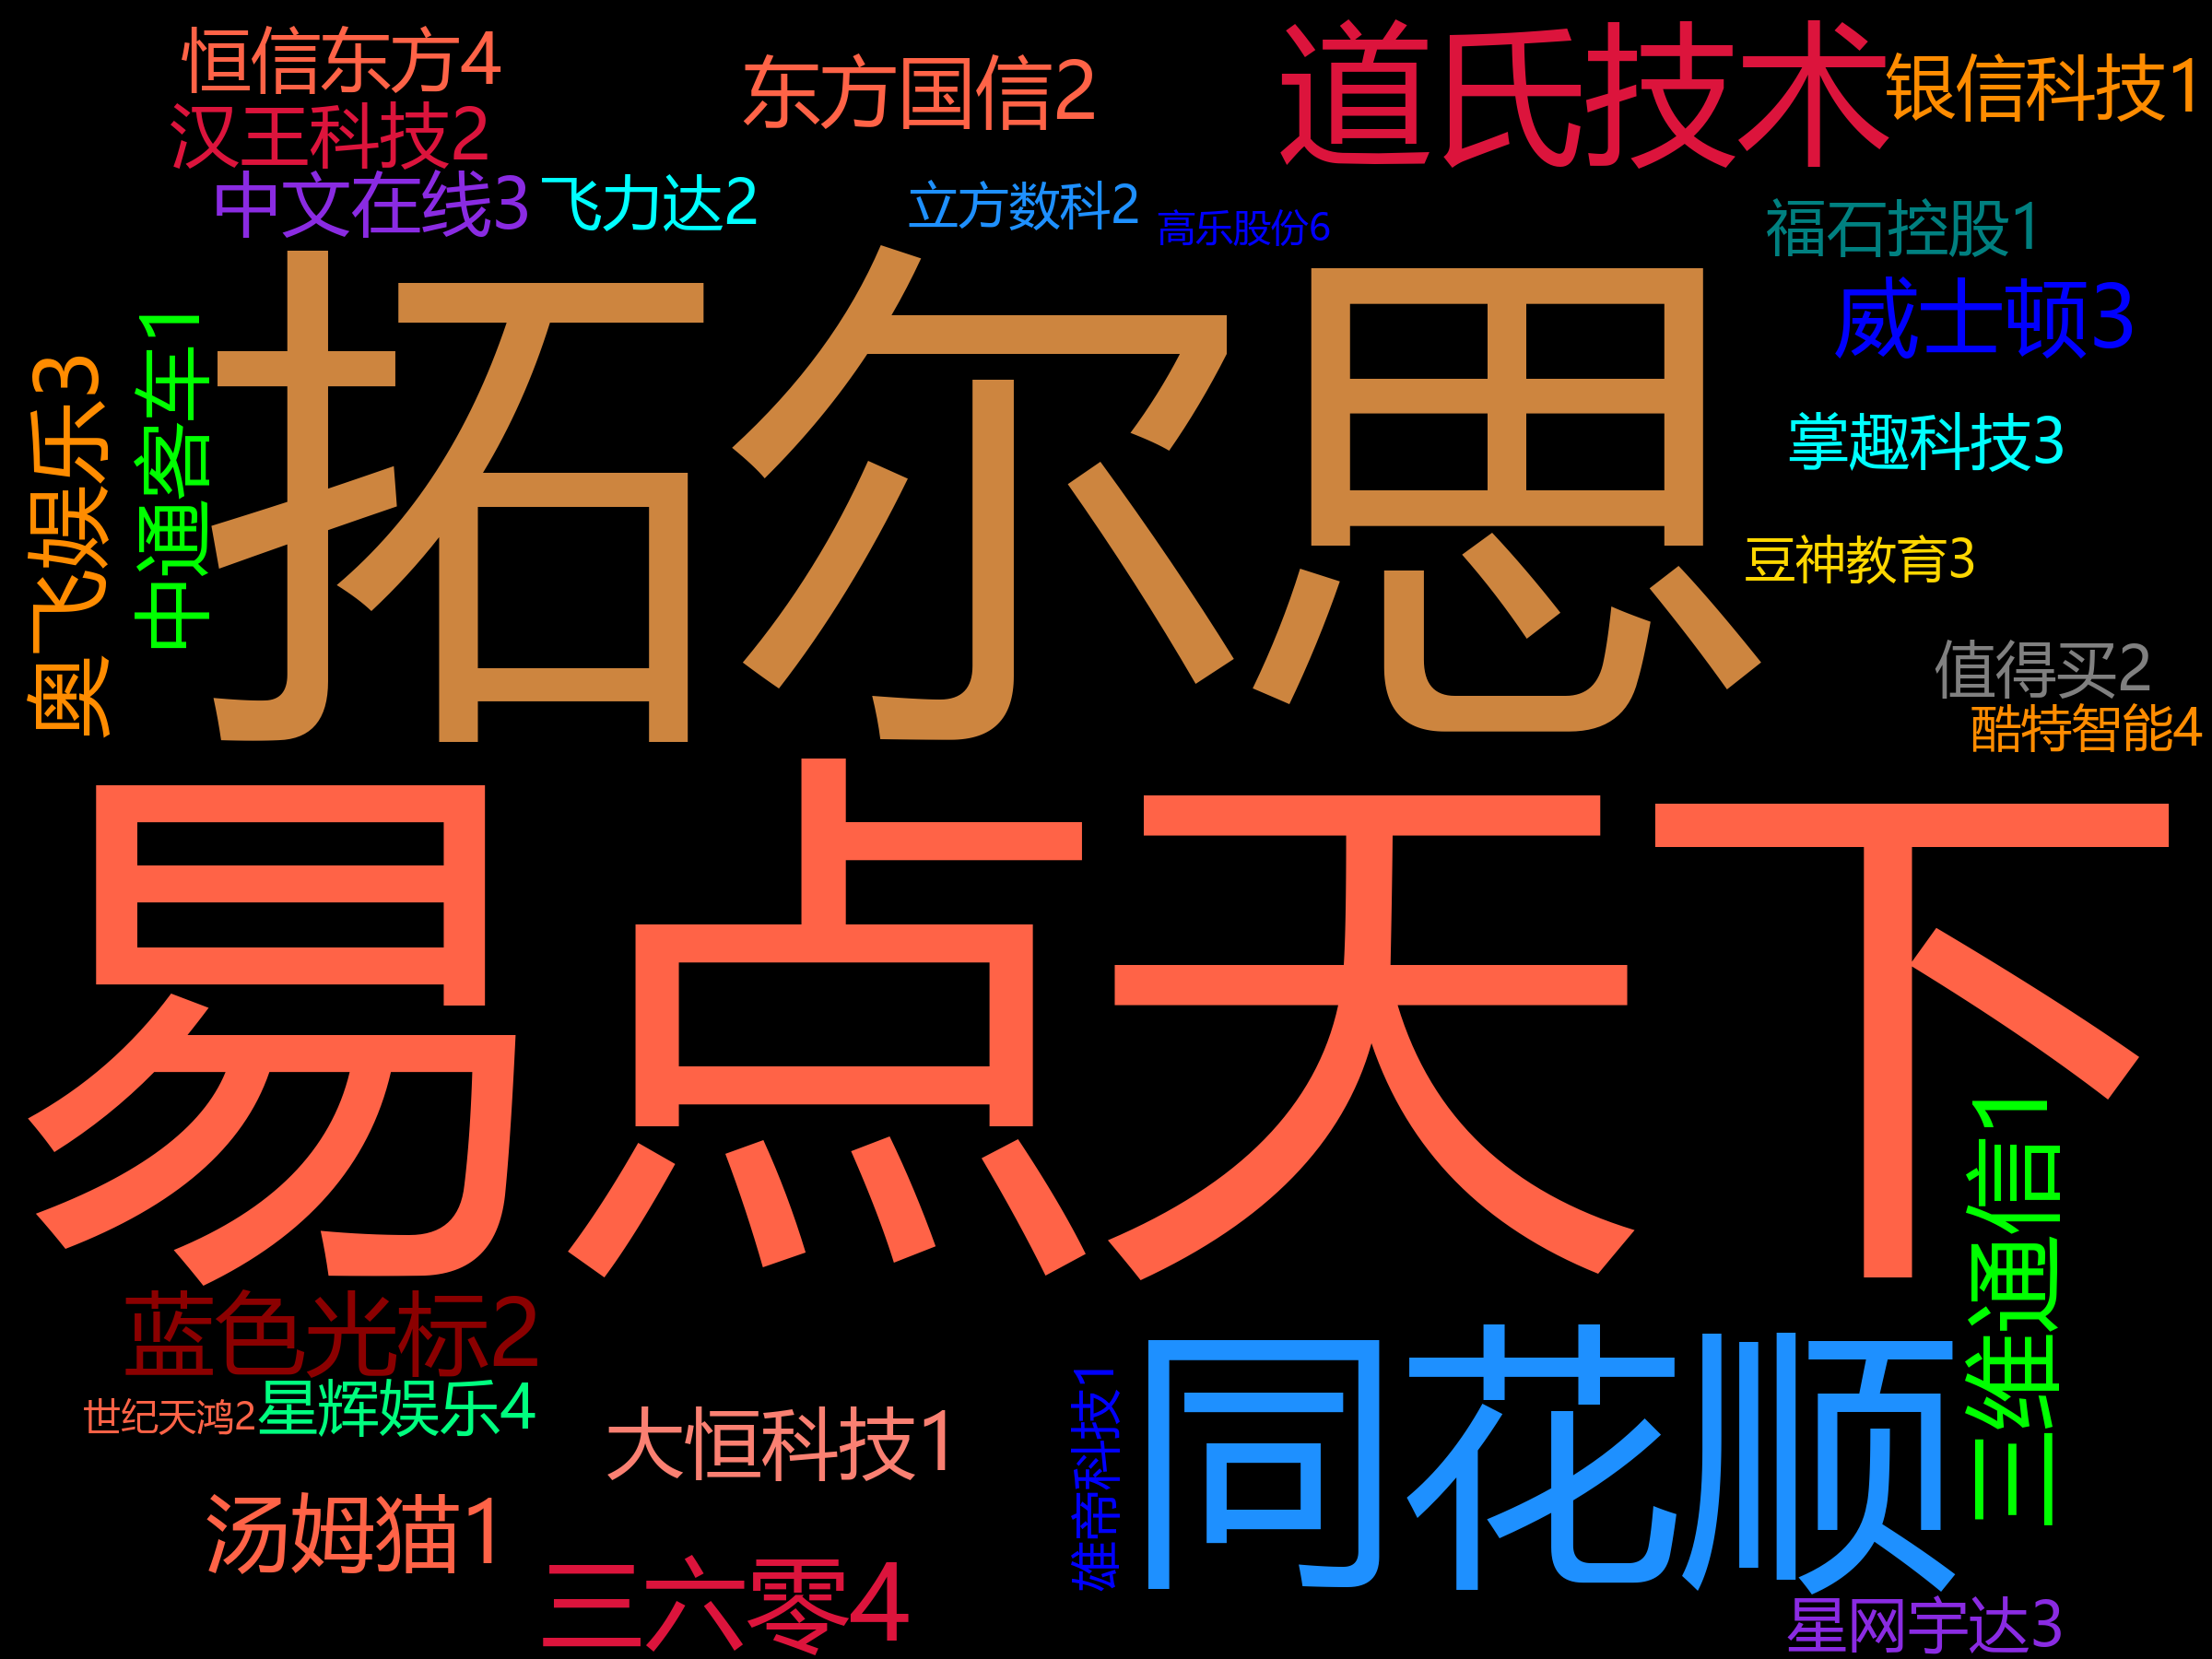 恒信东方4
东方国信2
道氏技术
银信科技1
汉王科技2
中文在线3
飞力达2
立方数科2
高乐股份6
福石控股1
威士顿3
奥飞娱乐3
中通客车1
拓尔思
掌趣科技3
豆神教育3
值得买2
酷特智能4
易点天下
三维通信1
蓝色光标2
世纪天鸿2
星辉娱乐4
大恒科技1
雄帝科技1
同花顺
汤姆猫1
三六零4
星网宇达3